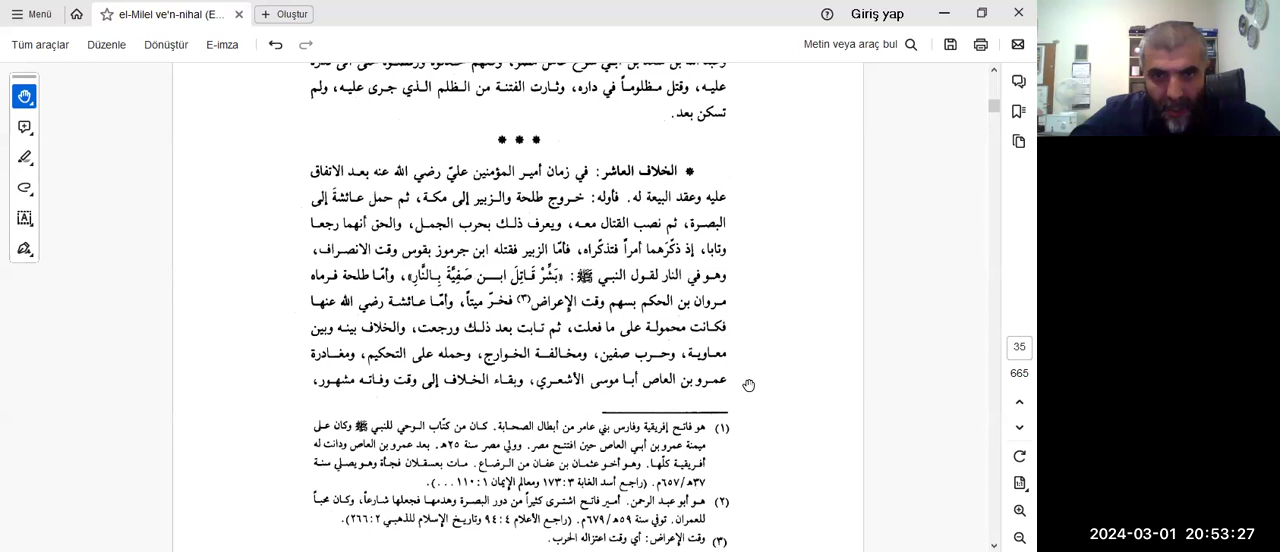 Menü
el-Milel ve'n-nihal (E...
Oluştur
Giriş yap
Tüm araçlar
Düzenle
Dönüştür
E-imza
Metin veya araç bul
عليه، وقتل مظلوماً في داره، وثارت الفتنة من الظلم الذي جرى عليه، ولم
تسكن بعد.
* * *
* الخلاف العاشر: في زمان أمير المؤمنين عليّ رضي الله عنه بعد الاتفاق
عليه وعقد البيعة له. فأوله: خروج طلحة والزبير إلى مكة، ثم حمل عائشة إلى
البصرة، ثم نصب القتال معه، ويعرف ذلك بحرب الجمل، والحق أنهما رجعا
وتابا، إذ ذكّرَهما أمراً فتذكّراه، فأمّا الزبير فقتله ابن جرموز بقوس وقت الانصراف،
وهو في النار لقول النبي ﷺ: «بَشِّرْ قَاتِلَ ابن صَفِيَّةَ بِالنَّارِ»، وأمّا طلحة فرماه
مروان بن الحكم بسهم وقت الإعراض(٣) فخرّ ميتاً، وأمّا عائشة رضي الله عنها
فكانت محمولة على ما فعلت، ثم تابت بعد ذلك ورجعت، والخلاف بينه وبين
معاوية، وحرب صفين، ومخالفة الخوارج، وحمله على التحكيم، ومغادرة
عمرو بن العاص أبا موسى الأشعري، وبقاء الخلاف إلى وقت وفاته مشهور،
(١) هو فاتح إفريقية وفارس بني عامر من أبطال الصحابة. كان من كتّاب الوحي للنبي ﷺ وكان على
ميمنة عمرو بن أبي العاص حين افتتح مصر. وولي مصر سنة ٢٥هـ. بعد عمرو بن العاص ودانت له
أفريقية كلّها. وهو أخو عثمان بن عفان من الرضاع. مات بعسقلان فجأة وهو يصلي سنة
٣٧هـ/٦٥٧م. (راجع أسد الغابة ٣: ١٧٣ ومعالم الإيمان ١: ١١٠...).
(٢) هو أبو عبد الرحمن. أمير فاتح اشترى كثيراً من دور البصرة وهدمها فجعلها شارعاً، وكان محباً
للعمران. توفي سنة ٥٩هـ/٦٧٩م. (راجع الأعلام ٤: ٩٤ وتاريخ الإسلام للذهبي ٢: ٢٦٦).
(٣) وقت الإعراض: أي وقت اعتزاله الحرب.
35
665
2024-03-01 20:53:27